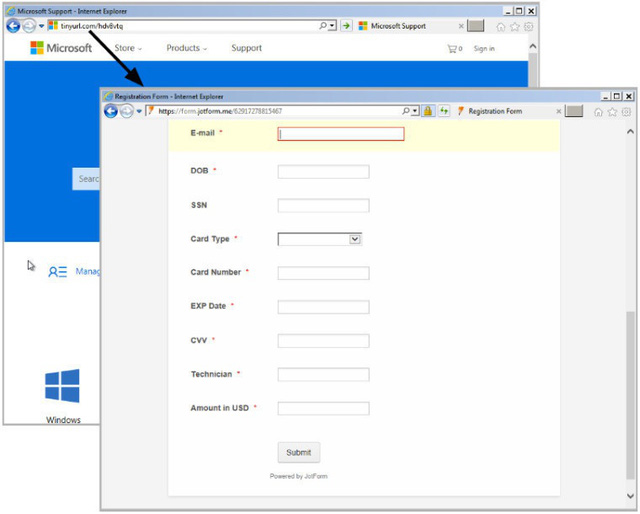 Microsoft Support - Internet Explorer
tinyurl.com/hdv8vtq
Microsoft Support
Microsoft
Store
Products
Support
0
Sign in
Registration Form - Internet Explorer
https://form.jotform.me/62917278815467
Registration Form
Sear
Manag
Windows
E-mail *
DOB *
SSN
Card Type *
Card Number *
EXP Date *
CVV *
Technician *
Amount in USD *
Submit
Powered by JotForm